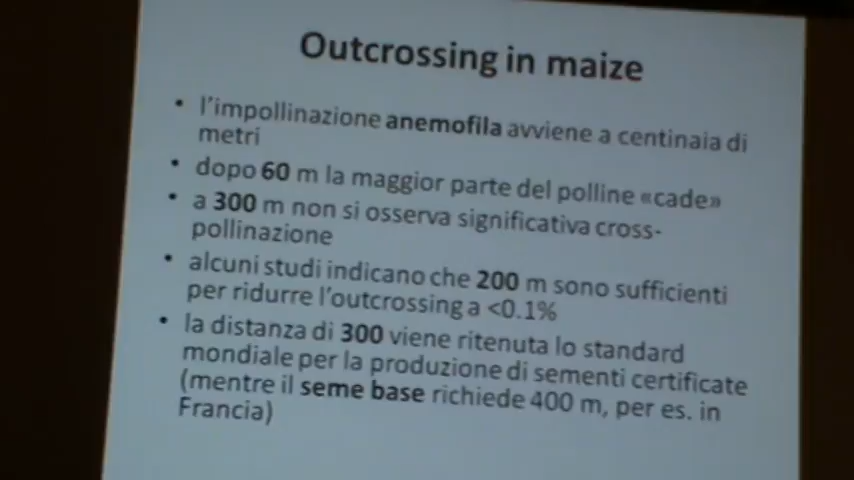 Outcrossing in maize
• l'impollinazione anemofila avviene a centinaia di
metri
• dopo 60 m la maggior parte del polline «cade»
• a 300 m non si osserva significativa cross-
pollinazione
• alcuni studi indicano che 200 m sono sufficienti
per ridurre l'outcrossing a <0.1%
• la distanza di 300 viene ritenuta lo standard
mondiale per la produzione di sementi certificate
(mentre il seme base richiede 400 m, per es. in
Francia)